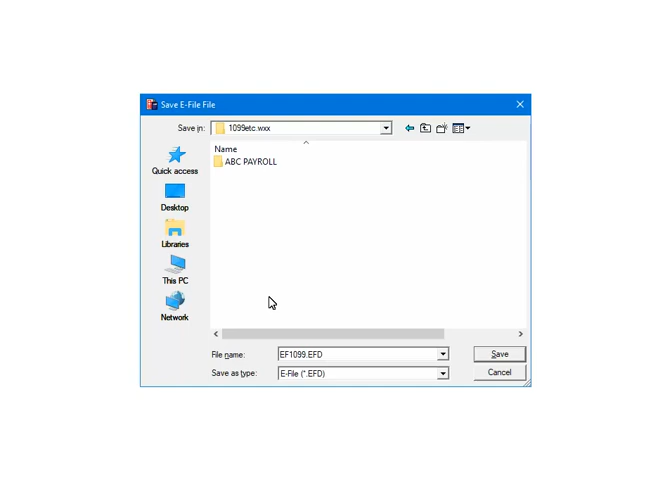 Save E-File File
Save in: 1099etc.wxx
Name
ABC PAYROLL
Quick access
Desktop
Libraries
This PC
Network
File name: EF1099.EFD Save
Save as type: E-File (*.EFD) Cancel